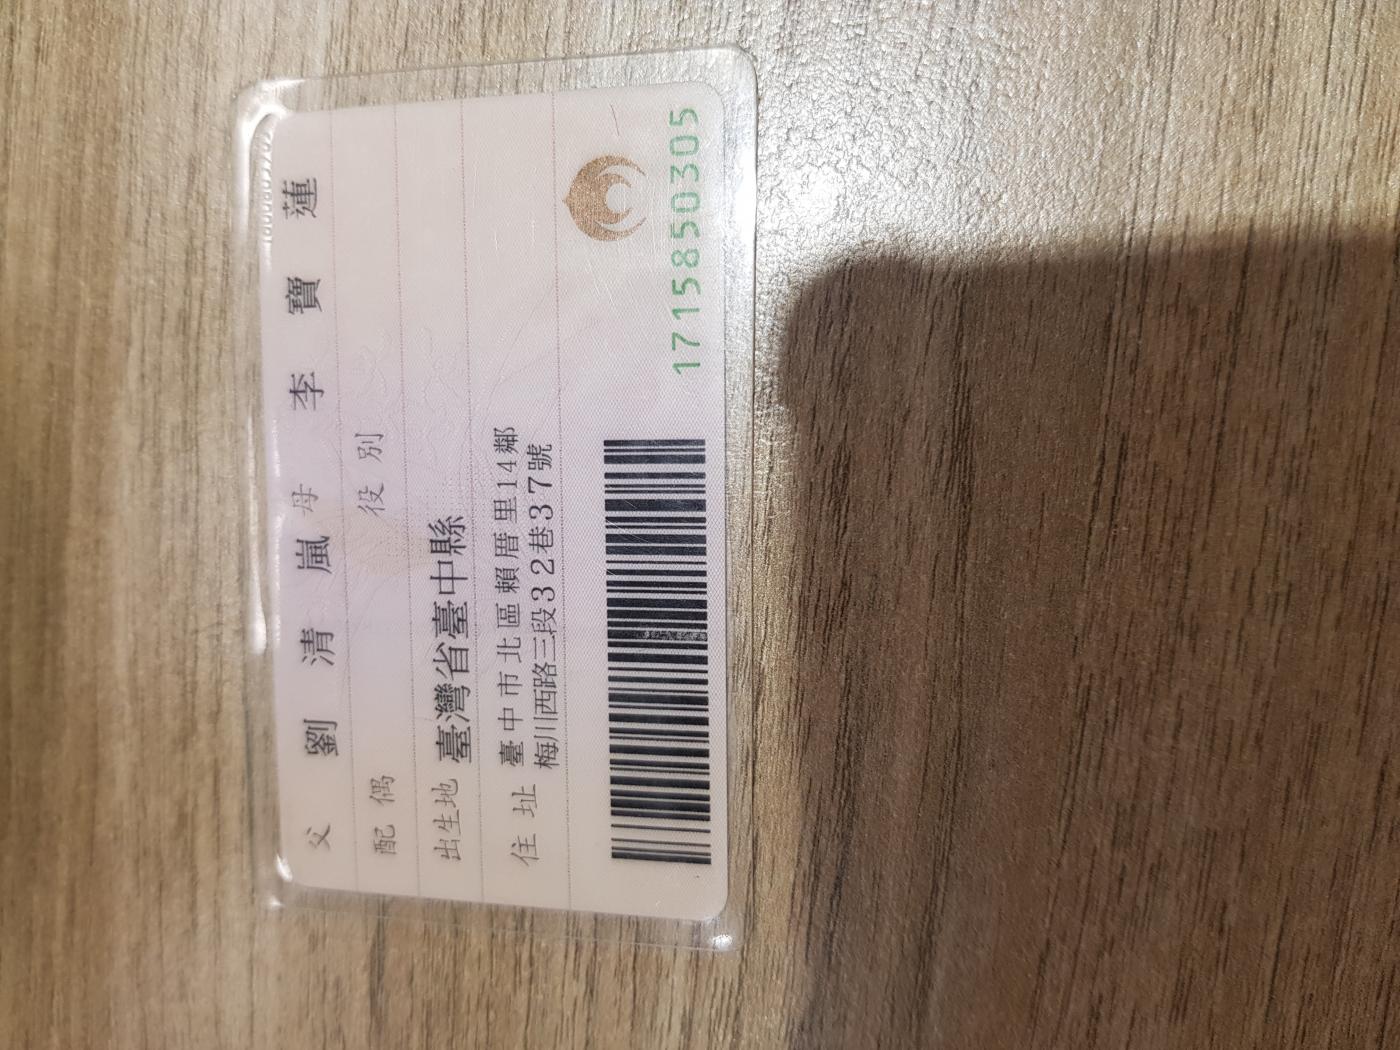 父 劉清嵐 母 李寶蓮
配偶 役別
出生地 臺灣省臺中縣
住址 臺中市北區賴厝里14鄰
梅川西路三段32巷37號
1715850305